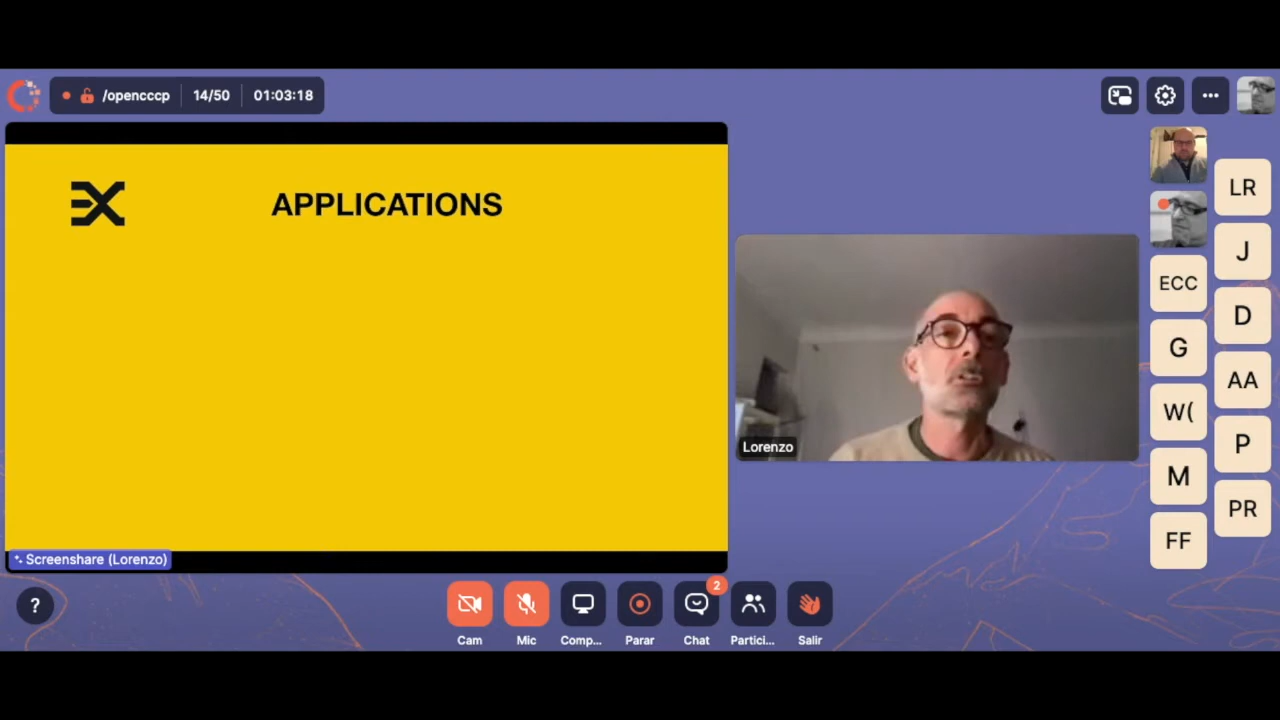 /opencccp 14/50 01:03:18
APPLICATIONS
Screenshare (Lorenzo)
Lorenzo
ECC
G
W(
M
FF
LR
J
D
AA
P
PR
?
2
Cam Mic Comp... Parar Chat Partici... Salir